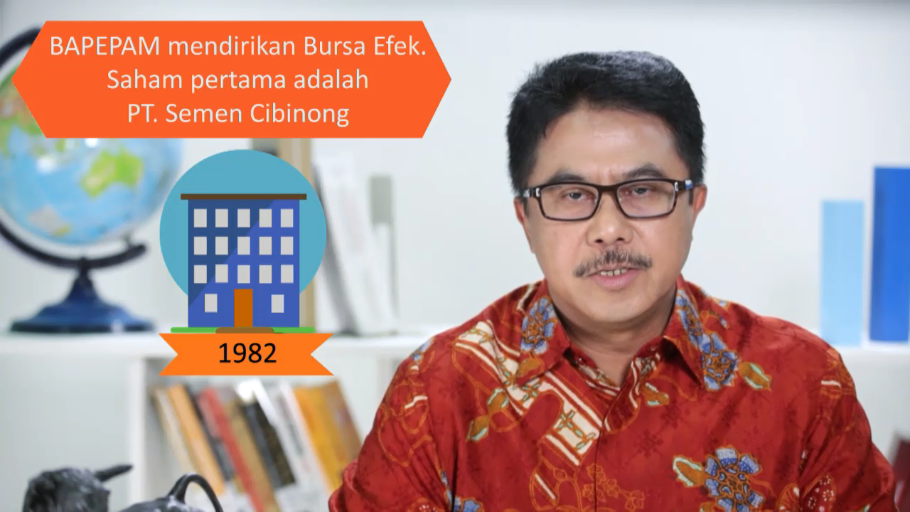 BAPEPAM mendirikan Bursa Efek.
Saham pertama adalah
PT. Semen Cibinong
1982